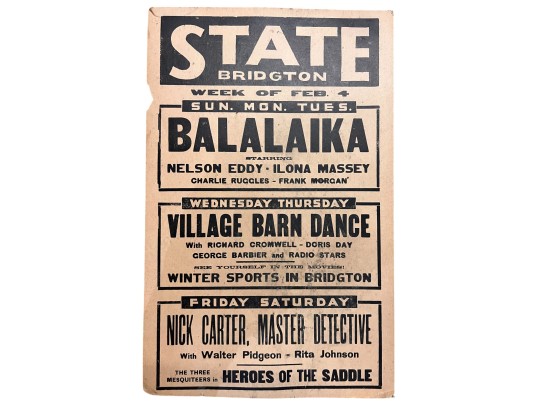 STATE
BRIDGTON
WEEK OF FEB. 4
SUN. MON. TUES.
BALALAIKA
STARRING
NELSON EDDY - ILONA MASSEY
CHARLIE RUGGLES - FRANK MORGAN
WEDNESDAY THURSDAY
VILLAGE BARN DANCE
With RICHARD CROMWELL - DORIS DAY
GEORGE BARBIER and RADIO STARS
SEE YOURSELF IN THE MOVIES!
WINTER SPORTS IN BRIDGTON
FRIDAY SATURDAY
NICK CARTER, MASTER DETECTIVE
With Walter Pidgeon - Rita Johnson
THE THREE
MESQUITEERS in HEROES OF THE SADDLE